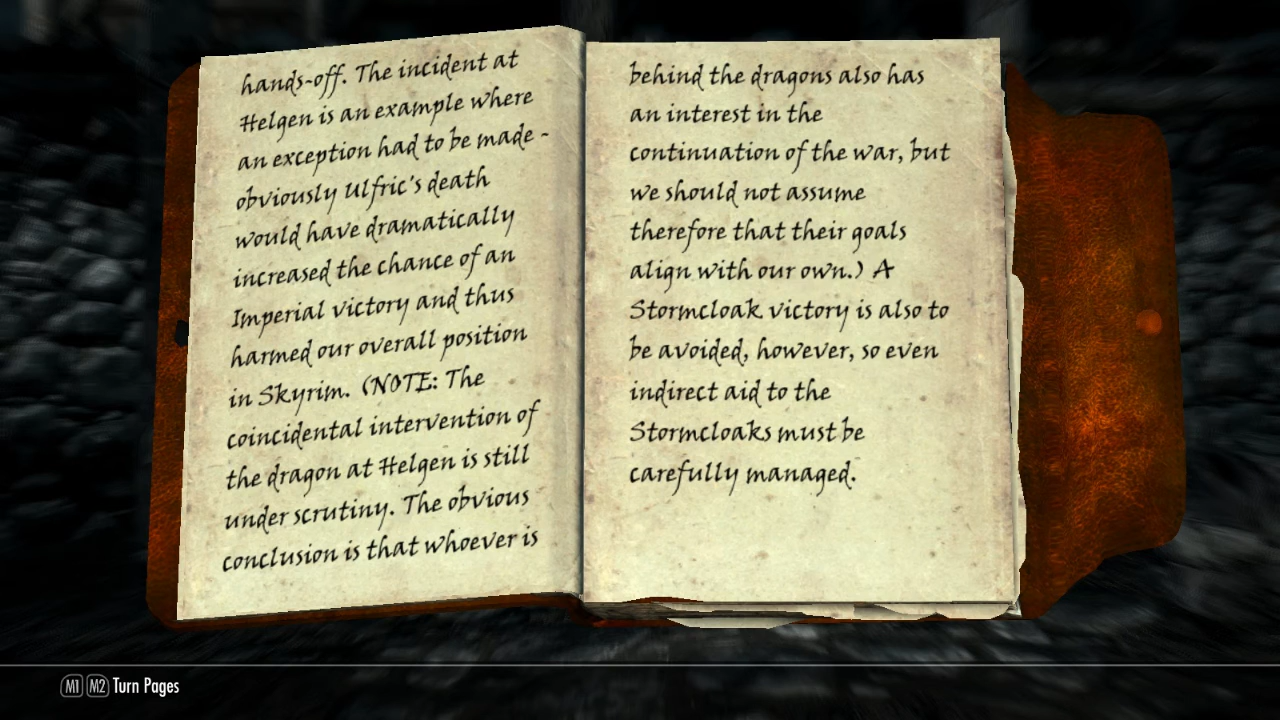 hands-off. The incident at
Helgen is an example where
an exception had to be made -
obviously Ulfric's death
would have dramatically
increased the chance of an
Imperial victory and thus
harmed our overall position
in Skyrim. (NOTE: The
coincidental intervention of
the dragon at Helgen is still
under scrutiny. The obvious
conclusion is that whoever is
behind the dragons also has
an interest in the
continuation of the war, but
we should not assume
therefore that their goals
align with our own.) A
Stormcloak victory is also to
be avoided, however, so even
indirect aid to the
Stormcloaks must be
carefully managed.
M1 M2 Turn Pages